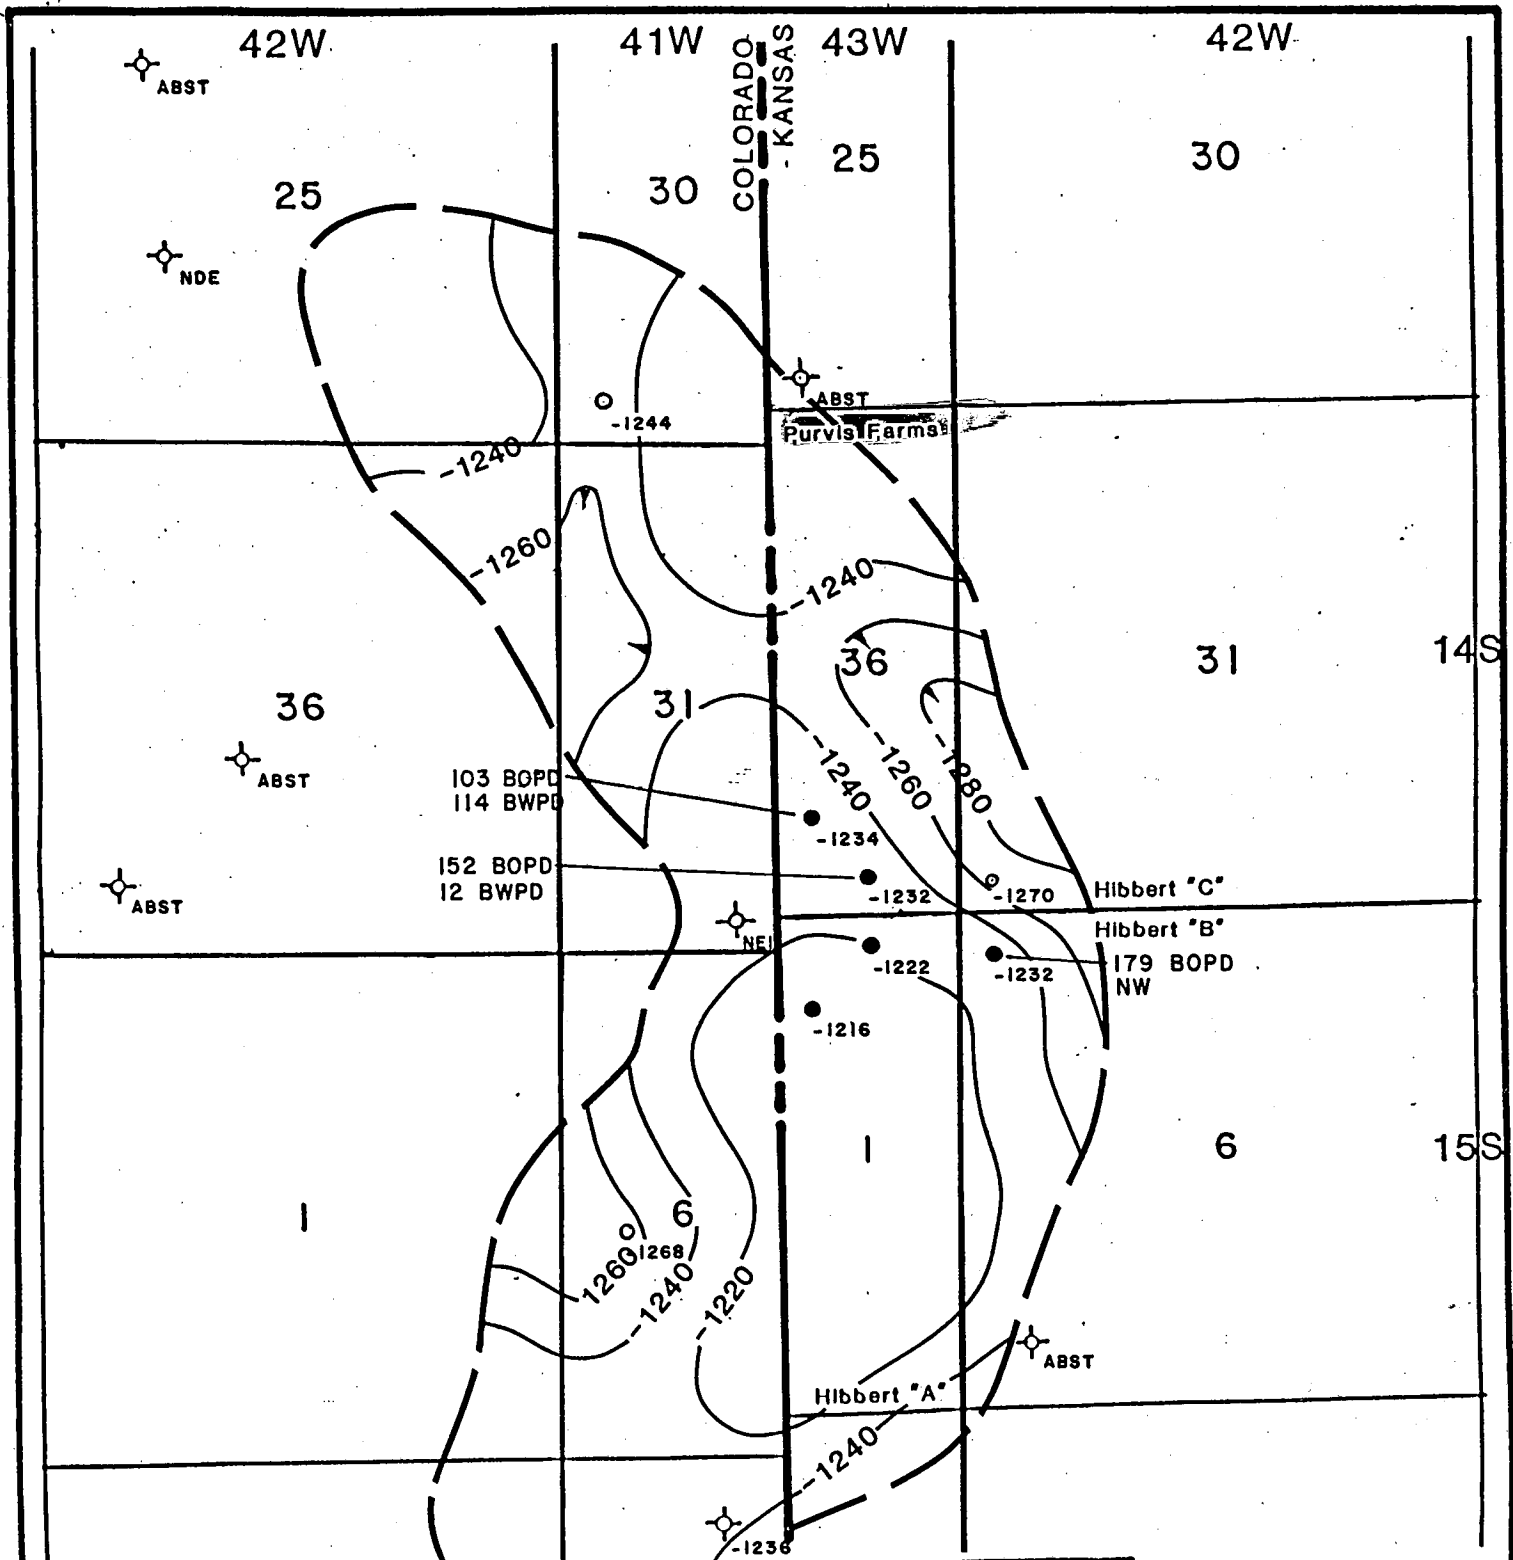 42W
41W
COLORADO
- KANSAS
43W
42W
ABST
25
30
25
30
NDE
ABST
-1244
Purvis Farms
-1240
-1260
-1240
36
31
14S
36
31
ABST
-1240
-1260
-1280
103 BOPD
114 BWPD
-1234
152 BOPD
12 BWPD
-1232
-1270
Hibbert "C"
ABST
NEI
Hibbert "B"
-1222
-1232
179 BOPD
NW
-1216
1
6
15S
1
6
1260
-1268
-1240
-1220
ABST
Hibbert "A"
-1240
-1236